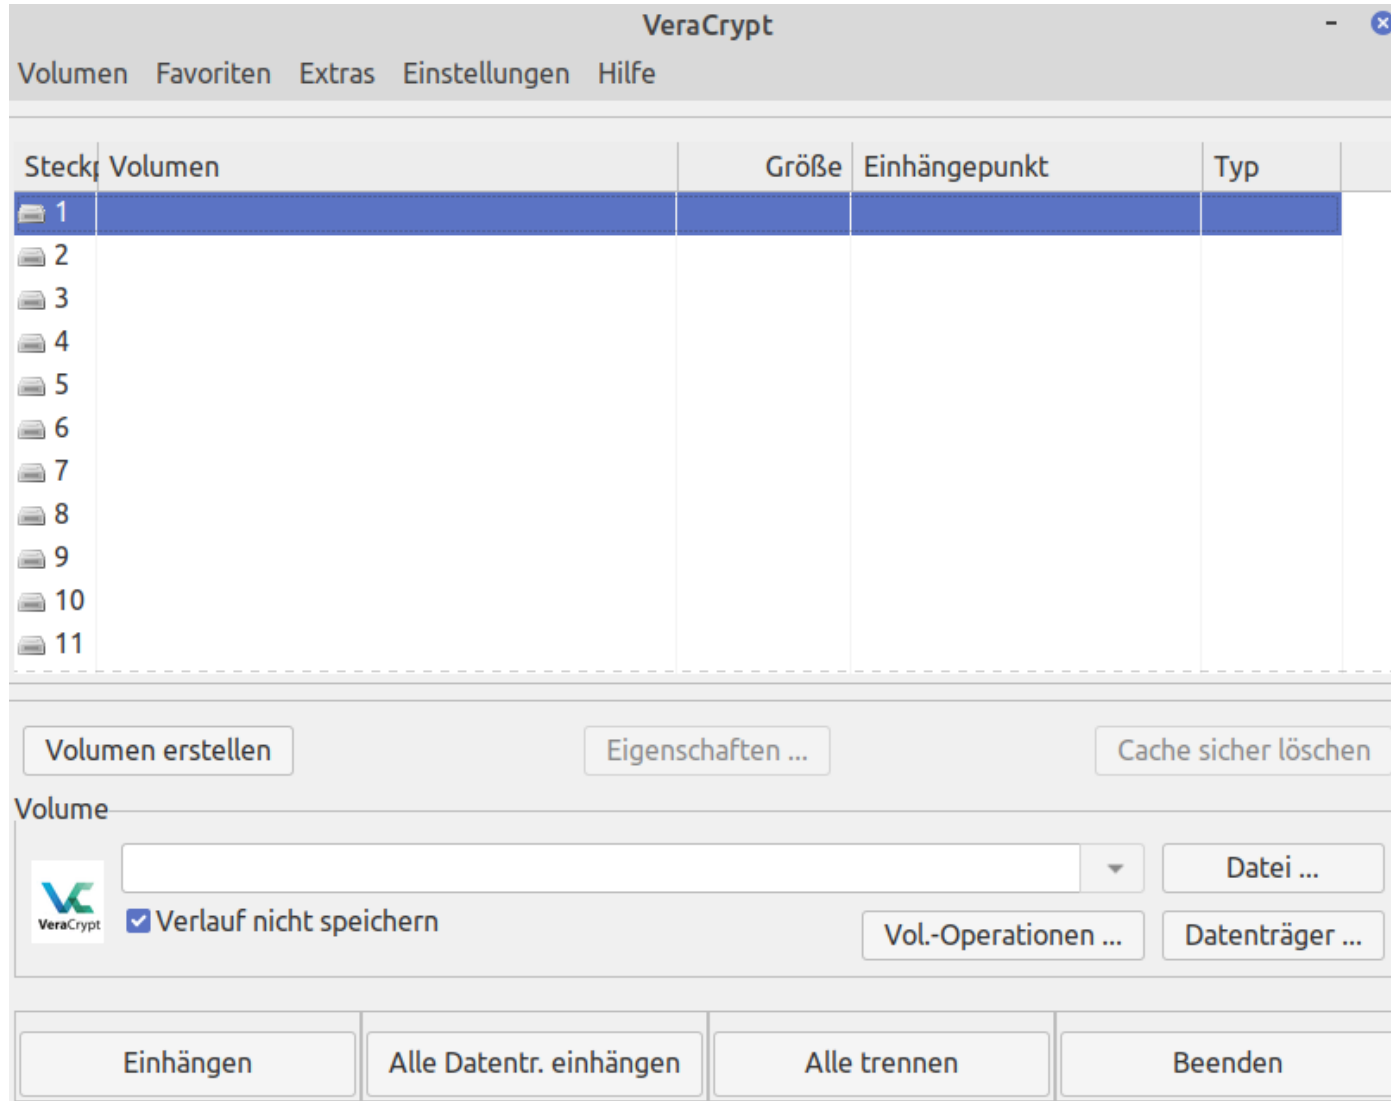 VeraCrypt
Volumen Favoriten Extras Einstellungen Hilfe
Steckp Volumen Größe Einhängepunkt Typ
1
2
3
4
5
6
7
8
9
10
11
Volumen erstellen Eigenschaften ... Cache sicher löschen
Volume
Datei ...
VeraCrypt
Verlauf nicht speichern
Vol.-Operationen ... Datenträger ...
Einhängen Alle Datentr. einhängen Alle trennen Beenden